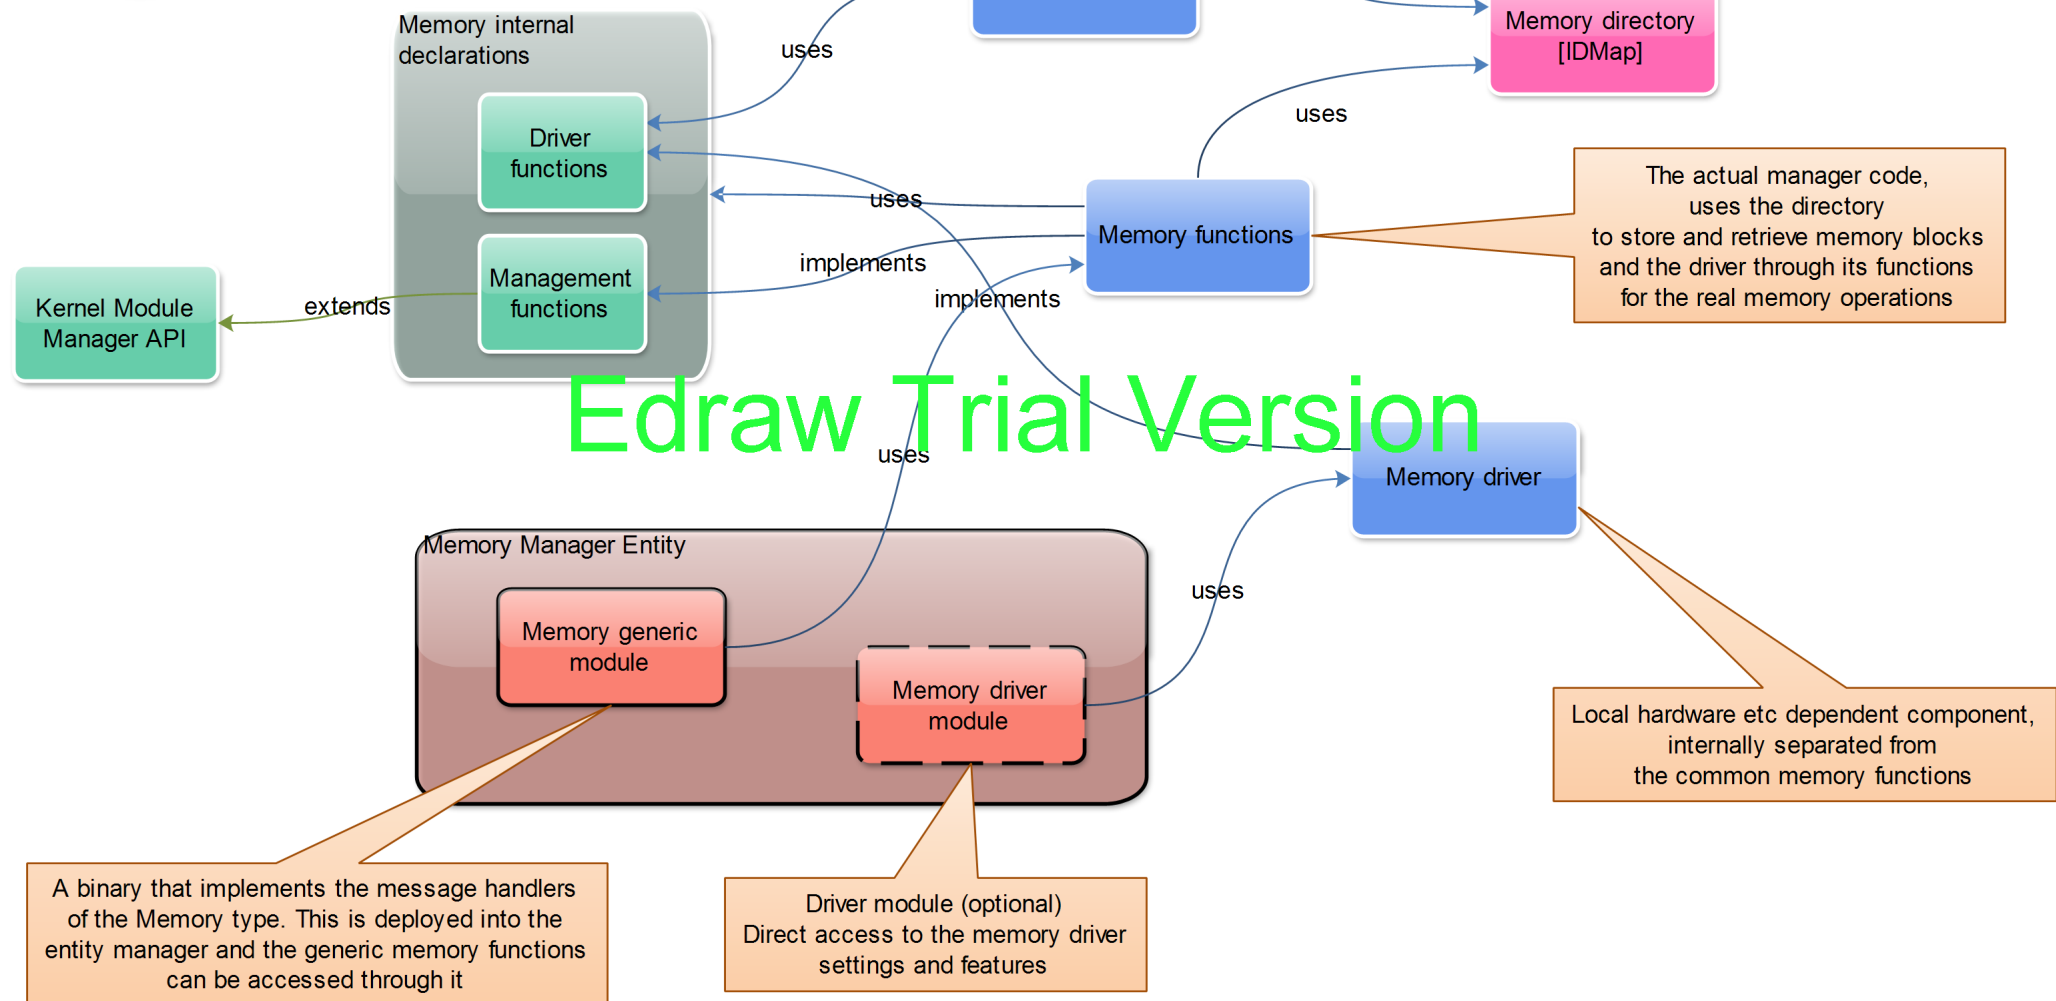 Memory internal
declarations
uses
Memory directory
[IDMap]
uses
Driver
functions
uses
Memory functions
The actual manager code,
uses the directory
to store and retrieve memory blocks
and the driver through its functions
for the real memory operations
Management
functions
implements
implements
extends
Kernel Module
Manager API
Edraw Trial Version
uses
Memory driver
Memory Manager Entity
uses
Memory generic
module
Memory driver
module
Local hardware etc dependent component,
internally separated from
the common memory functions
A binary that implements the message handlers
of the Memory type. This is deployed into the
entity manager and the generic memory functions
can be accessed through it
Driver module (optional)
Direct access to the memory driver
settings and features